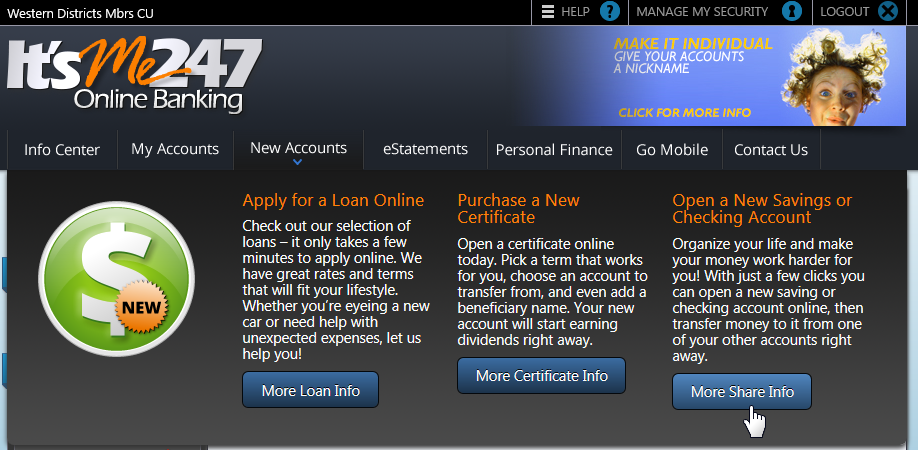 Western Districts Mbrs CU
HELP ?
MANAGE MY SECURITY
LOGOUT
It's Me 247
Online Banking
MAKE IT INDIVIDUAL
GIVE YOUR ACCOUNTS
A NICKNAME
CLICK FOR MORE INFO
Info Center
My Accounts
New Accounts
eStatements
Personal Finance
Go Mobile
Contact Us
$
NEW
Apply for a Loan Online
Check out our selection of
loans – it only takes a few
minutes to apply online. We
have great rates and terms
that will fit your lifestyle.
Whether you're eyeing a new
car or need help with
unexpected expenses, let us
help you!
More Loan Info
Purchase a New
Certificate
Open a certificate online
today. Pick a term that works
for you, choose an account to
transfer from, and even add a
beneficiary name. Your new
account will start earning
dividends right away.
More Certificate Info
Open a New Savings or
Checking Account
Organize your life and make
your money work harder for
you! With just a few clicks you
can open a new saving or
checking account online, then
transfer money to it from one
of your other accounts right
away.
More Share Info